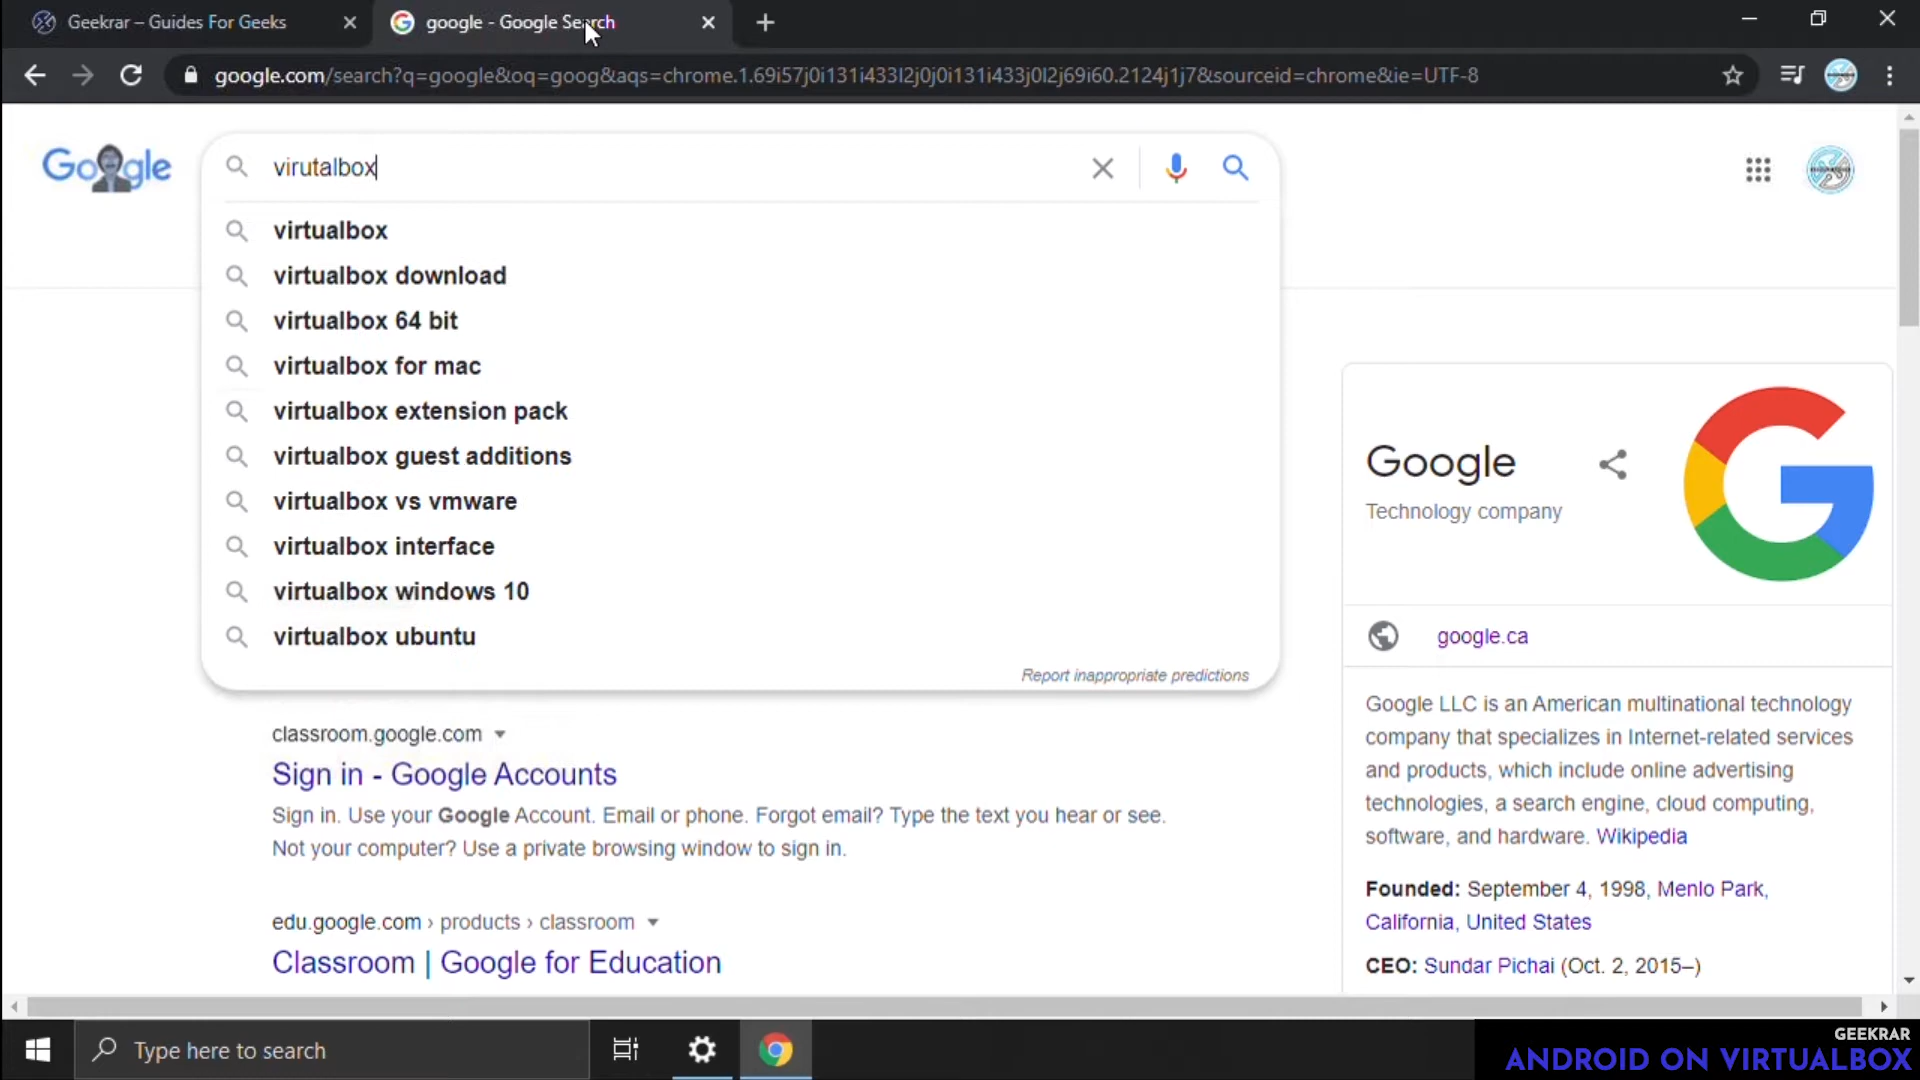 Geekrar – Guides For Geeks
google - Google Search
google.com/search?q=google&oq=goog&aqs=chrome.1.69i57j0i131i433l2j0j0i131i433j0l2j69i60.2124j1j7&sourceid=chrome&ie=UTF-8
Google
virutalbox
virtualbox
virtualbox download
virtualbox 64 bit
virtualbox for mac
virtualbox extension pack
virtualbox guest additions
virtualbox vs vmware
virtualbox interface
virtualbox windows 10
virtualbox ubuntu
Report inappropriate predictions
classroom.google.com
Sign in - Google Accounts
Sign in. Use your Google Account. Email or phone. Forgot email? Type the text you hear or see.
Not your computer? Use a private browsing window to sign in.
edu.google.com › products › classroom
Classroom | Google for Education
Google
Technology company
google.ca
Google LLC is an American multinational technology
company that specializes in Internet-related services
and products, which include online advertising
technologies, a search engine, cloud computing,
software, and hardware. Wikipedia
Founded: September 4, 1998, Menlo Park,
California, United States
CEO: Sundar Pichai (Oct. 2, 2015–)
Type here to search
GEEKRAR
ANDROID ON VIRTUALBOX